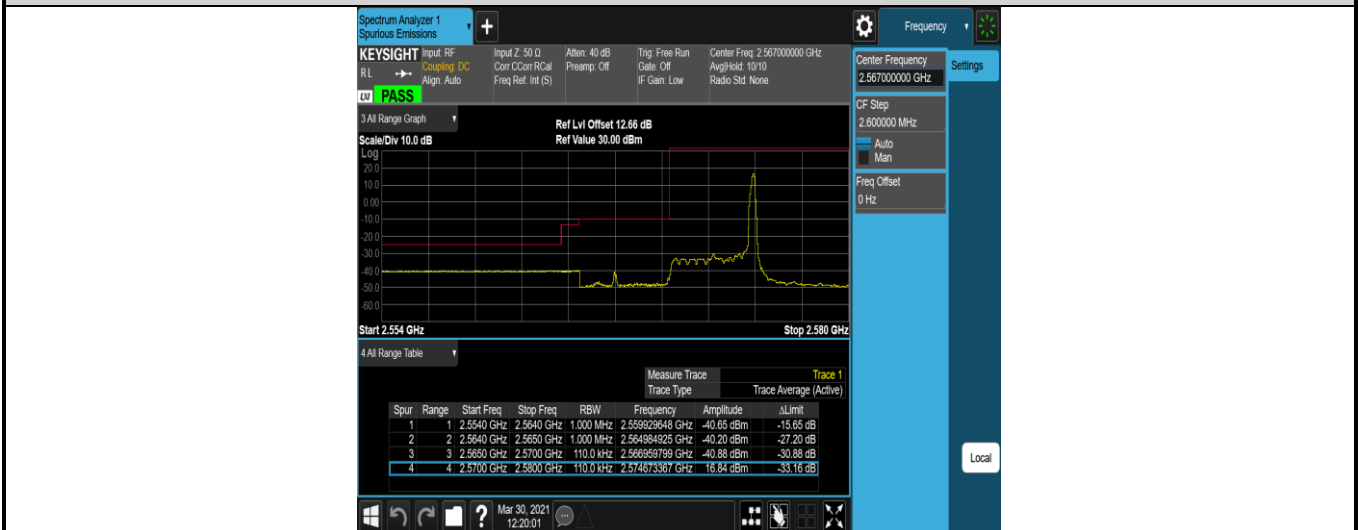 Spectrum Analyzer 1
Spurious Emissions
+
Frequency
KEYSIGHT Input: RF Input Z: 50 Ω Atten: 40 dB Trig: Free Run Center Freq: 2.567000000 GHz
RL Coupling: DC Corr CCorr RCal Preamp: Off Gate: Off Avg|Hold: 10/10
Align: Auto Freq Ref: Int (S) IF Gain: Low Radio Std: None
LXI PASS
Center Frequency
2.567000000 GHz
Settings
CF Step
2.600000 MHz
Auto
Man
Freq Offset
0 Hz
3 All Range Graph
Ref Lvl Offset 12.66 dB
Scale/Div 10.0 dB Ref Value 30.00 dBm
Log
20.0
10.0
0.00
-10.0
-20.0
-30.0
-40.0
-50.0
-60.0
Start 2.554 GHz Stop 2.580 GHz
4 All Range Table
Measure Trace Trace 1
Trace Type Trace Average (Active)
Spur Range Start Freq Stop Freq RBW Frequency Amplitude ΔLimit
1 1 2.5540 GHz 2.5640 GHz 1.000 MHz 2.559929648 GHz -40.65 dBm -15.65 dB
2 2 2.5640 GHz 2.5650 GHz 1.000 MHz 2.564984925 GHz -40.20 dBm -27.20 dB
3 3 2.5650 GHz 2.5700 GHz 110.0 kHz 2.566959799 GHz -40.88 dBm -30.88 dB
4 4 2.5700 GHz 2.5800 GHz 110.0 kHz 2.574673367 GHz 16.84 dBm -33.16 dB
Local
? Mar 30, 2021
12:20:01